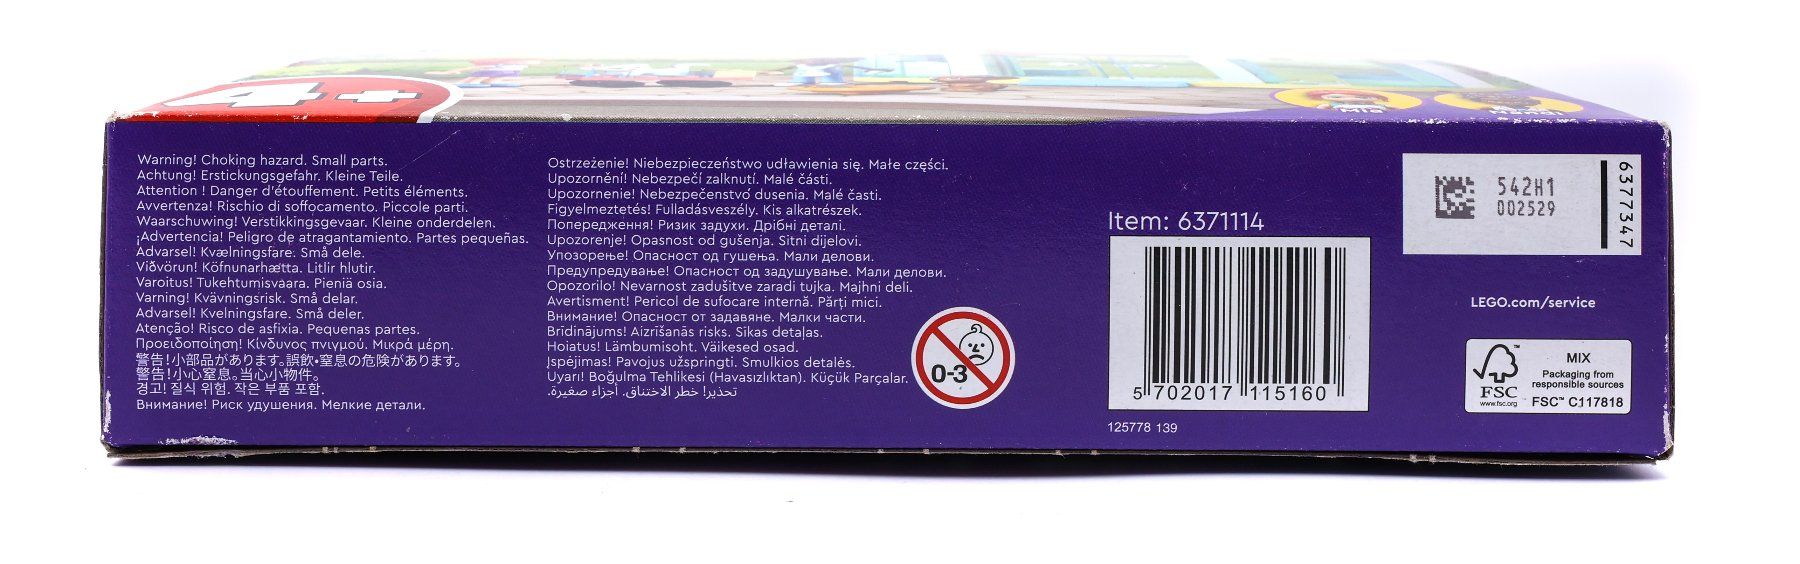 4+
Mia
Warning! Choking hazard. Small parts.
Achtung! Erstickungsgefahr. Kleine Teile.
Attention ! Danger d'étouffement. Petits éléments.
Avvertenza! Rischio di soffocamento. Piccole parti.
Waarschuwing! Verstikkingsgevaar. Kleine onderdelen.
¡Advertencia! Peligro de atragantamiento. Partes pequeñas.
Advarsel! Kvælningsfare. Små dele.
Viðvörun! Köfnunarhætta. Litlir hlutir.
Varoitus! Tukehtumisvaara. Pieniä osia.
Varning! Kvävningsrisk. Små delar.
Advarsel! Kvelningsfare. Små deler.
Atenção! Risco de asfixia. Pequenas partes.
Προειδοποίηση! Κίνδυνος πνιγμού. Μικρά μέρη.
警告！小部品があります。誤飲・窒息の危険があります。
警告！小心窒息。当心小物件。
경고! 질식 위험. 작은 부품 포함.
Внимание! Риск удушения. Мелкие детали.
Ostrzeżenie! Niebezpieczeństwo udławienia się. Małe części.
Upozornění! Nebezpečí zalknutí. Malé části.
Upozornenie! Nebezpečenstvo dusenia. Malé časti.
Figyelmeztetés! Fulladásveszély. Kis alkatrészek.
Попередження! Ризик задухи. Дрібні деталі.
Upozorenje! Opasnost od gušenja. Sitni dijelovi.
Упозорење! Опасност од гушења. Мали делови.
Предупредување! Опасност од задушување. Мали делови.
Opozorilo! Nevarnost zadušitve zaradi tujka. Majhni deli.
Avertisment! Pericol de sufocare internă. Părți mici.
Внимание! Опасност от задавяне. Малки части.
Brīdinājums! Aizrīšanās risks. Sīkas detaļas.
Hoiatus! Lämbumisoht. Väikesed osad.
Įspėjimas! Pavojus užspringti. Smulkios detalės.
Uyarı! Boğulma Tehlikesi (Havasızlıktan). Küçük Parçalar.
تحذير! خطر الاختناق. أجزاء صغيرة.
0-3
Item: 6371114
5 702017 115160
125778 139
542H1
002529
6377347
LEGO.com/service
FSC
www.fsc.org
MIX
Packaging from
responsible sources
FSC™ C117818